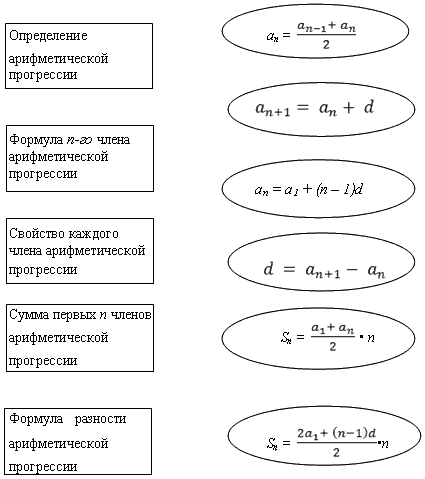 Определение
арифметической
прогрессии
aₙ = (aₙ₋₁ + aₙ)/2
aₙ₊₁ = aₙ + d
Формула n-го члена
арифметической
прогрессии
aₙ = a₁ + (n – 1)d
Свойство каждого
члена арифметической
прогрессии
d = aₙ₊₁ − aₙ
Сумма первых n членов
арифметической
прогрессии
Sₙ = (a₁ + aₙ)/2 • n
Формула разности
арифметической
прогрессии
Sₙ = (2a₁ + (n−1)d)/2 •n